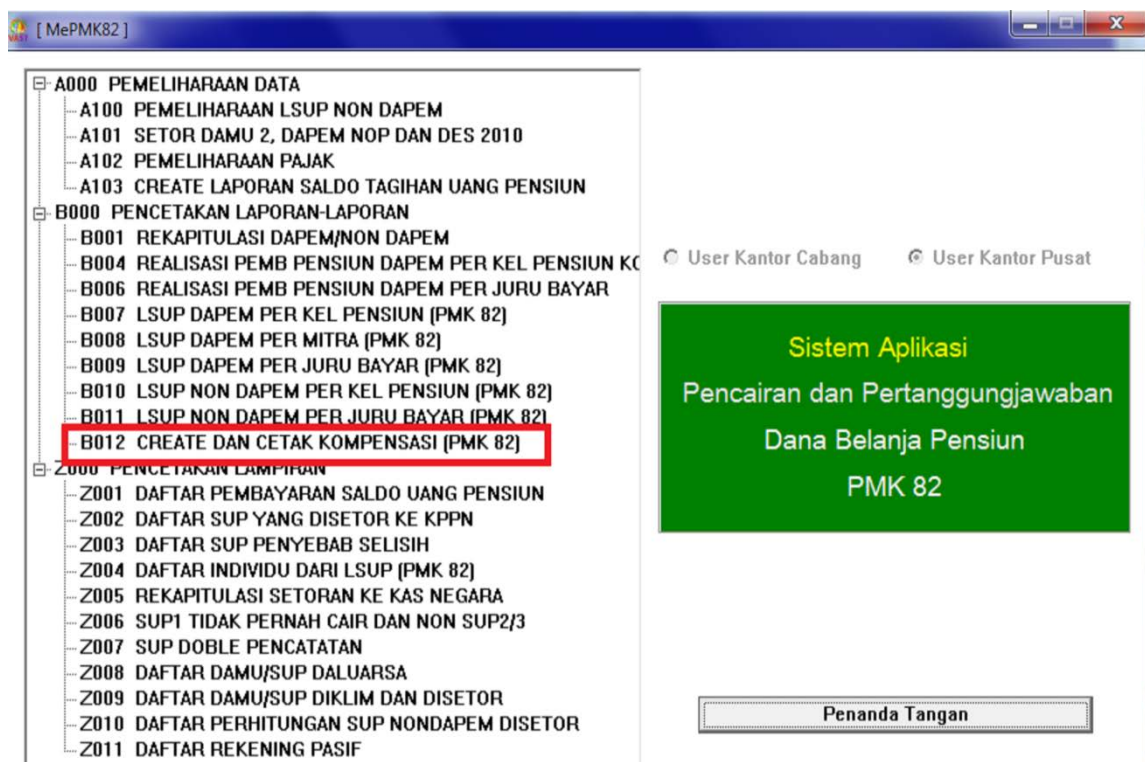 [ MePMK82 ]
A000 PEMELIHARAAN DATA
A100 PEMELIHARAAN LSUP NON DAPEM
A101 SETOR DAMU 2, DAPEM NOP DAN DES 2010
A102 PEMELIHARAAN PAJAK
A103 CREATE LAPORAN SALDO TAGIHAN UANG PENSIUN
B000 PENCETAKAN LAPORAN-LAPORAN
B001 REKAPITULASI DAPEM/NON DAPEM
B004 REALISASI PEMB PENSIUN DAPEM PER KEL PENSIUN KO
B006 REALISASI PEMB PENSIUN DAPEM PER JURU BAYAR
B007 LSUP DAPEM PER KEL PENSIUN (PMK 82)
B008 LSUP DAPEM PER MITRA (PMK 82)
B009 LSUP DAPEM PER JURU BAYAR (PMK 82)
B010 LSUP NON DAPEM PER KEL PENSIUN (PMK 82)
B011 LSUP NON DAPEM PER JURU BAYAR (PMK 82)
B012 CREATE DAN CETAK KOMPENSASI (PMK 82)
Z000 PENCETAKAN LAMPIRAN
Z001 DAFTAR PEMBAYARAN SALDO UANG PENSIUN
Z002 DAFTAR SUP YANG DISETOR KE KPPN
Z003 DAFTAR SUP PENYEBAB SELISIH
Z004 DAFTAR INDIVIDU DARI LSUP (PMK 82)
Z005 REKAPITULASI SETORAN KE KAS NEGARA
Z006 SUP1 TIDAK PERNAH CAIR DAN NON SUP2/3
Z007 SUP DOBLE PENCATATAN
Z008 DAFTAR DAMU/SUP DALUARSA
Z009 DAFTAR DAMU/SUP DIKLIM DAN DISETOR
Z010 DAFTAR PERHITUNGAN SUP NONDAPEM DISETOR
Z011 DAFTAR REKENING PASIF
User Kantor Cabang User Kantor Pusat
Sistem Aplikasi
Pencairan dan Pertanggungjawaban
Dana Belanja Pensiun
PMK 82
Penanda Tangan